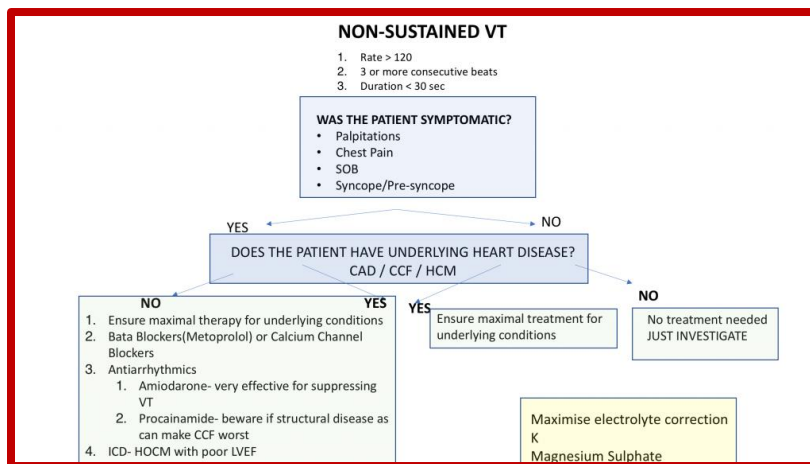 NON-SUSTAINED VT
1. Rate > 120
2. 3 or more consecutive beats
3. Duration < 30 sec
WAS THE PATIENT SYMPTOMATIC?
• Palpitations
• Chest Pain
• SOB
• Syncope/Pre-syncope
YES
NO
DOES THE PATIENT HAVE UNDERLYING HEART DISEASE?
CAD / CCF / HCM
NO
YES
1. Ensure maximal therapy for underlying conditions
2. Bata Blockers(Metoprolol) or Calcium Channel
Blockers
3. Antiarrhythmics
1. Amiodarone- very effective for suppressing
VT
2. Procainamide- beware if structural disease as
can make CCF worst
4. ICD- HOCM with poor LVEF
YES
Ensure maximal treatment for
underlying conditions
NO
No treatment needed
JUST INVESTIGATE
Maximise electrolyte correction
K
Magnesium Sulphate